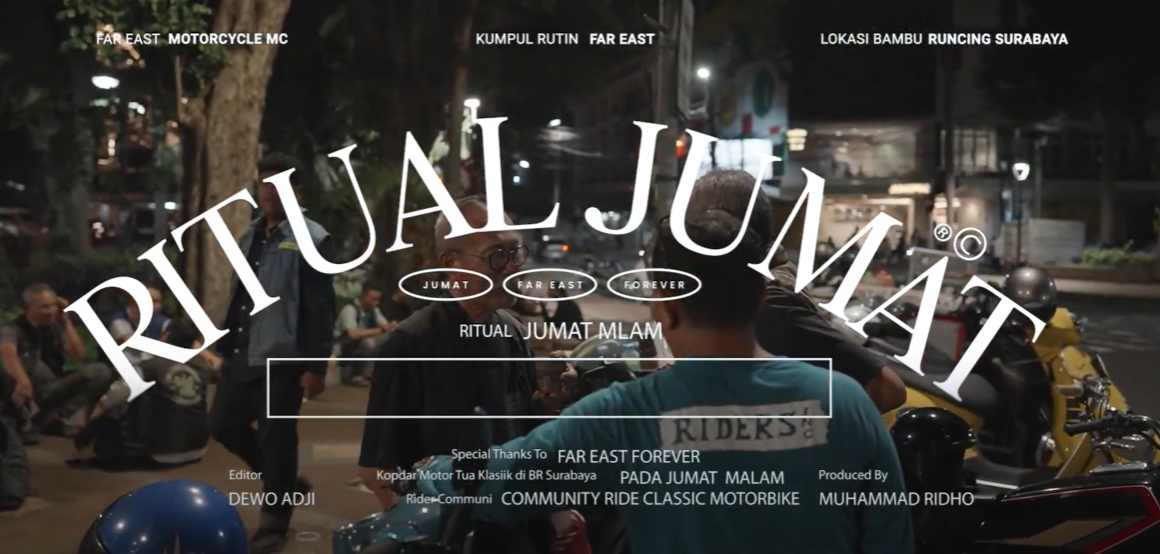 FAR EAST MOTORCYCLE MC
KUMPUL RUTIN FAR EAST
LOKASI BAMBU RUNCING SURABAYA
RITUAL JUMAT ®©
JUMAT FAR EAST FOREVER
RITUAL JUMAT MLAM
RIDERS
Special Thanks To FAR EAST FOREVER
Editor Kopdar Motor Tua Klasiik di BR Surabaya PADA JUMAT MALAM Produced By
DEWO ADJI Rider Communi COMMUNITY RIDE CLASSIC MOTORBIKE MUHAMMAD RIDHO